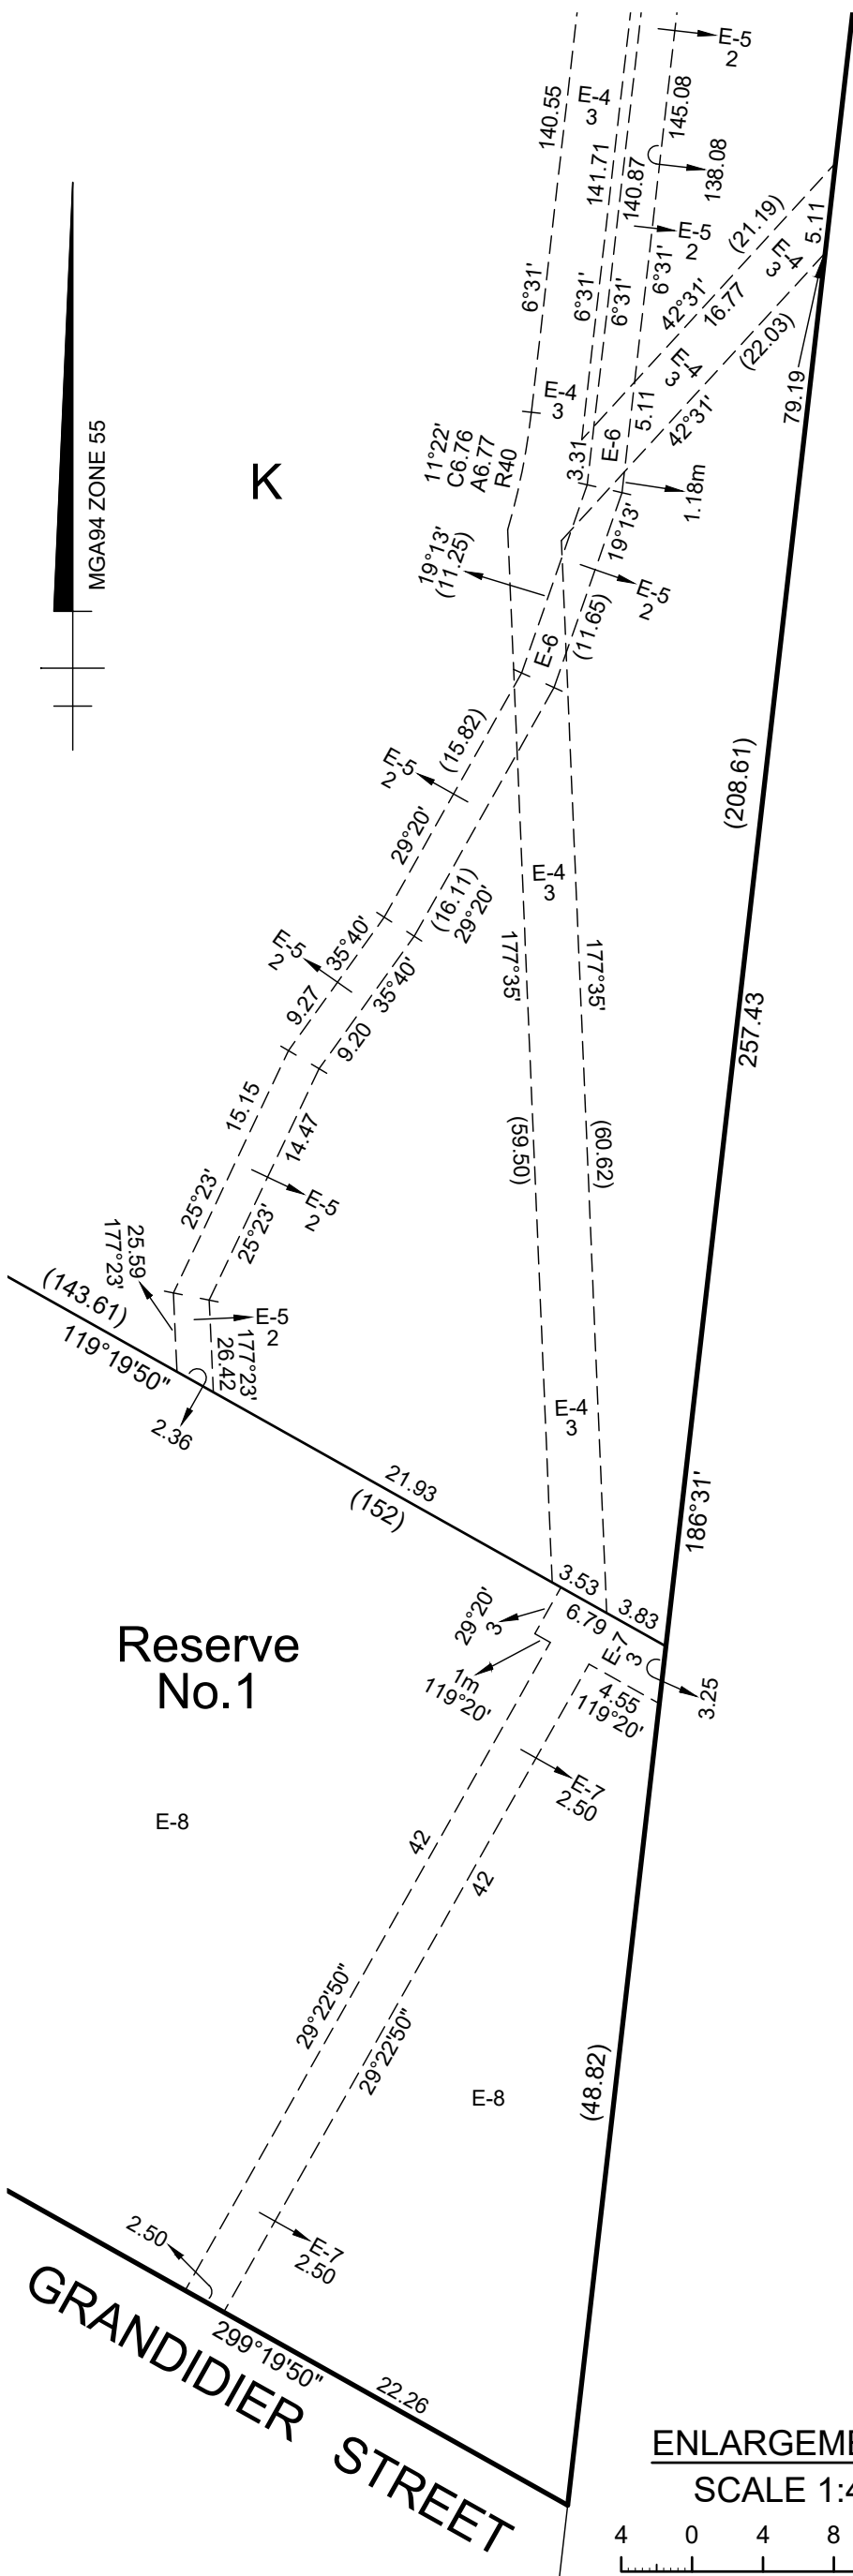 E-5
2
140.55
E-4
3
145.08
141.71
140.87
138.08
(21.19)
5.11
E-5
2
E-4
3
6°31'
6°31'
6°31'
6°31'
42°31'
16.77
E-4
3
(22.03)
79.19
MGA94 ZONE 55
K
E-4
3
5.11
42°31'
11°22'
C6.76
A6.77
R40
3.31
E-6
1.18m
19°13'
19°13'
(11.25)
E-5
2
(11.65)
E-6
(15.82)
E-5
2
(208.61)
29°20'
E-4
3
(16.11)
29°20'
35°40'
E-5
2
177°35'
177°35'
35°40'
9.27
9.20
257.43
15.15
14.47
(59.50)
(60.62)
25°23'
E-5
2
25°23'
25.59
177°23'
(143.61)
119°19'50"
E-5
2
177°23'
26.42
2.36
E-4
3
21.93
(152)
186°31'
3.53
6.79
3.83
29°20'
3
E-7
3
1m
119°20'
4.55
119°20'
3.25
Reserve
No.1
E-7
2.50
E-8
42
42
29°22'50"
29°22'50"
E-8
(48.82)
2.50
E-7
2.50
299°19'50"
22.26
GRANDIDIER STREET
ENLARGEME
SCALE 1:4
4 0 4 8